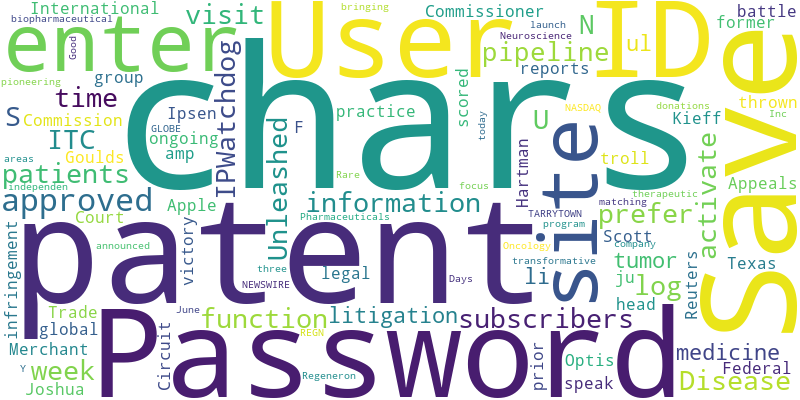 International
biopharmaceutical
Good
pioneering
enter
visit
User
ID
bringing
Commissioner
launch
Neuroscience
N
former
battle
pipeline
ul
reports
group
time
Commission
S
ITC
Ipsen
GLOBE
ongoing
amp
IPWatchdog
chars
practice
F
scored
U
NASDAQ
thrown
donations
Inc
Kieff
today
Goulds
troll
save
patients
areas
independen
approved
Court
Apple
Unleashed
Rare
information
focus
Hartman
TARRYTOWN
site
matching
prefer
therapeutic
activate
Appeals
patent
Pharmaceuticals
program
Scott
announced
victory
three
Oncology
transformative
company
tumor
Reuters
Texas
infringement
NEWSWIRE
legal
Days
li
ju
log
Trade
June
function
litigation
subscribers
head
global
Circuit
REGN
Password
Merchant
week
Y
Joshua
Regeneron
prior
Optis
speak
medicine
Federal
Disease